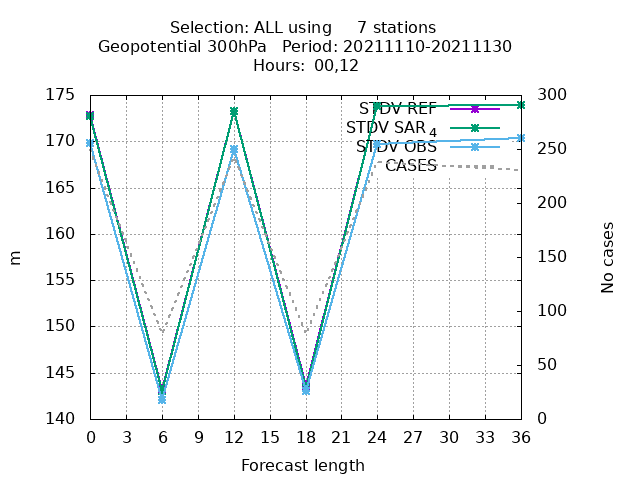 Selection: ALL using 7 stations
Geopotential 300hPa Period: 20211110-20211130
Hours: 00,12
175
170
165
160
155
150
145
140
300
250
200
150
100
50
0
0 3 6 9 12 15 18 21 24 27 30 33 36
m
No cases
Forecast length
STDV REF
STDV SAR 4
STDV OBS
CASES